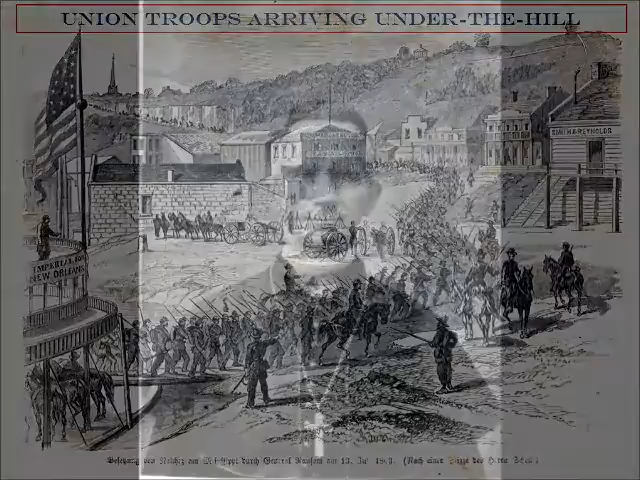 UNION TROOPS ARRIVING UNDER-THE-HILL
SMITH & REYNOLDS
IMPERIAL
NEW ORLEANS
Besetzung von Natchez am Mississippi durch General Ransom am 13. Juli 1863. (Nach einer Skizze des Herrn